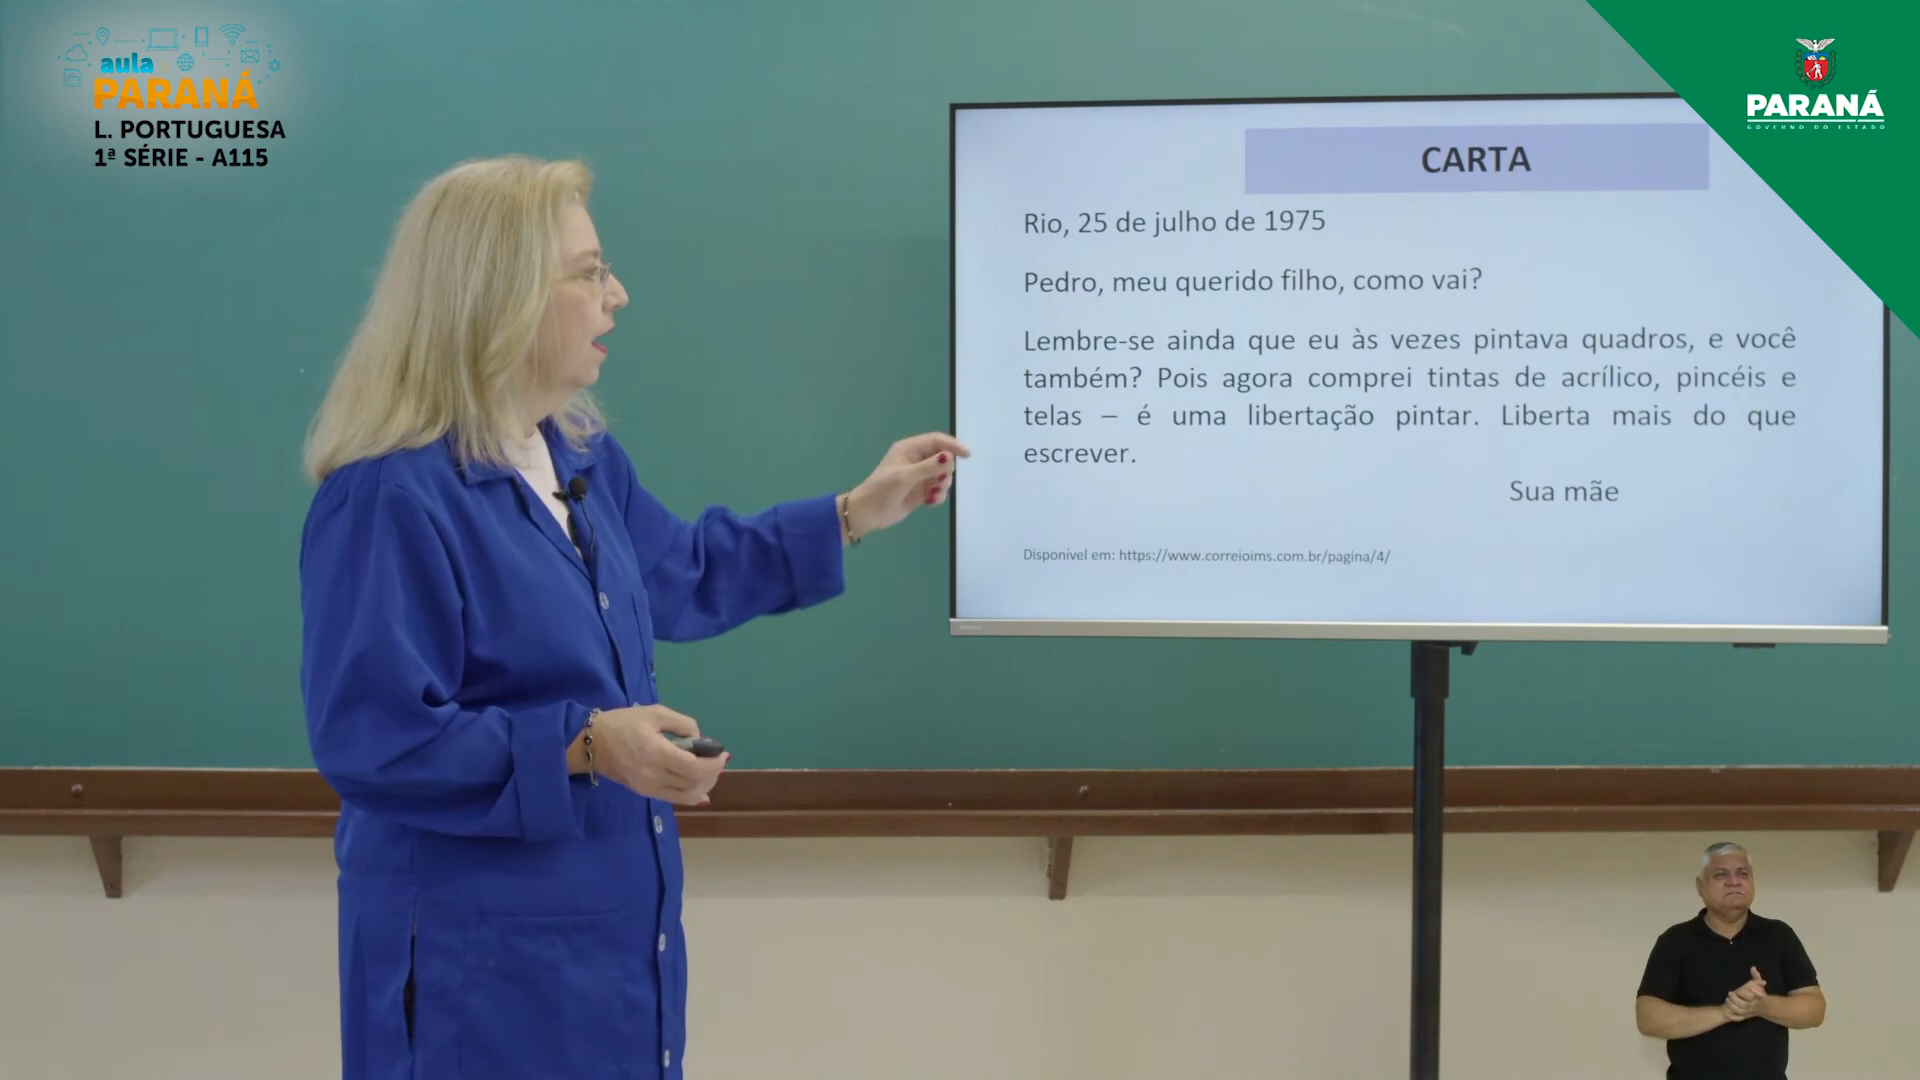 aula
PARANÁ
L. PORTUGUESA
1ª SÉRIE - A115
PARANÁ
GOVERNO DO ESTADO
CARTA
Rio, 25 de julho de 1975
Pedro, meu querido filho, como vai?
Lembre-se ainda que eu às vezes pintava quadros, e você
também? Pois agora comprei tintas de acrílico, pincéis e
telas – é uma libertação pintar. Liberta mais do que
escrever.
Sua mãe
Disponível em: https://www.correioims.com.br/pagina/4/